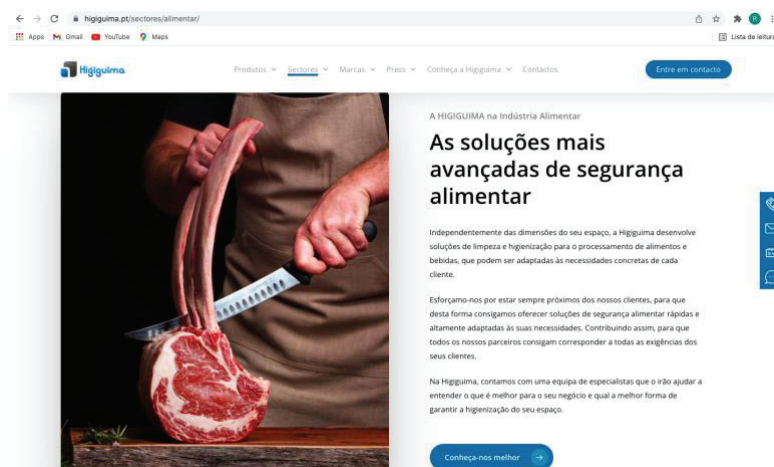 higiguima.pt/sectores/alimentar/
Apps Gmail YouTube Maps Lista de leitura
Higiguima Produtos Sectores Marcas Press Conheça a Higiguima Contactos Entre em contacto
A HIGIGUIMA na Indústria Alimentar
As soluções mais
avançadas de segurança
alimentar
Independentemente das dimensões do seu espaço, a Higiguima desenvolve
soluções de limpeza e higienização para o processamento de alimentos e
bebidas, que podem ser adaptadas às necessidades concretas de cada
cliente.
Esforçamo-nos por estar sempre próximos dos nossos clientes, para que
desta forma consigamos oferecer soluções de segurança alimentar rápidas e
altamente adaptadas às suas necessidades. Contribuindo assim, para que
todos os nossos parceiros consigam corresponder a todas as exigências dos
seus clientes.
Na Higiguima, contamos com uma equipa de especialistas que o irão ajudar a
entender o que é melhor para o seu negócio e qual a melhor forma de
garantir a higienização do seu espaço.
Conheça-nos melhor